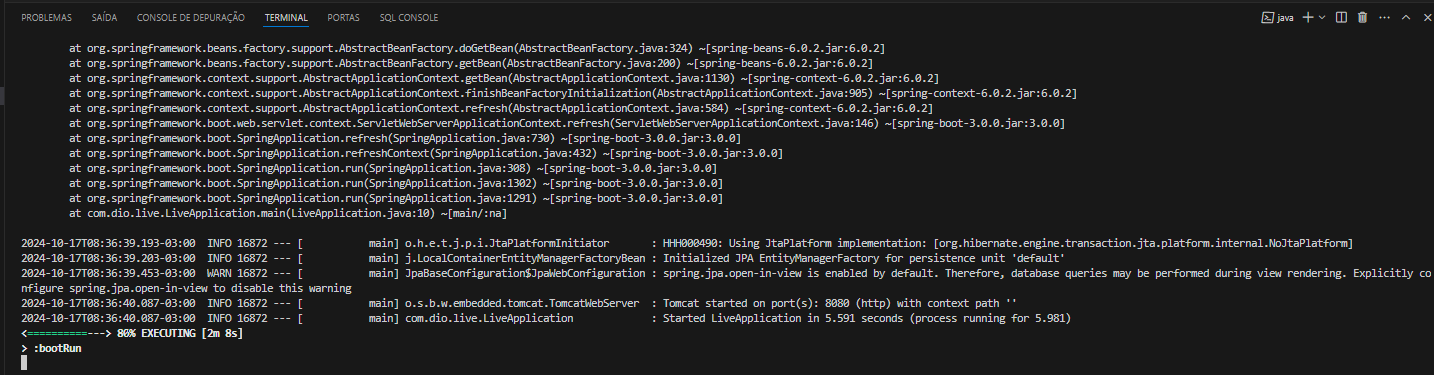 PROBLEMAS SAÍDA CONSOLE DE DEPURAÇÃO TERMINAL PORTAS SQL CONSOLE java
at org.springframework.beans.factory.support.AbstractBeanFactory.doGetBean(AbstractBeanFactory.java:324) ~[spring-beans-6.0.2.jar:6.0.2]
at org.springframework.beans.factory.support.AbstractBeanFactory.getBean(AbstractBeanFactory.java:200) ~[spring-beans-6.0.2.jar:6.0.2]
at org.springframework.context.support.AbstractApplicationContext.getBean(AbstractApplicationContext.java:1130) ~[spring-context-6.0.2.jar:6.0.2]
at org.springframework.context.support.AbstractApplicationContext.finishBeanFactoryInitialization(AbstractApplicationContext.java:905) ~[spring-context-6.0.2.jar:6.0.2]
at org.springframework.context.support.AbstractApplicationContext.refresh(AbstractApplicationContext.java:584) ~[spring-context-6.0.2.jar:6.0.2]
at org.springframework.boot.web.servlet.context.ServletWebServerApplicationContext.refresh(ServletWebServerApplicationContext.java:146) ~[spring-boot-3.0.0.jar:3.0.0]
at org.springframework.boot.SpringApplication.refresh(SpringApplication.java:730) ~[spring-boot-3.0.0.jar:3.0.0]
at org.springframework.boot.SpringApplication.refreshContext(SpringApplication.java:432) ~[spring-boot-3.0.0.jar:3.0.0]
at org.springframework.boot.SpringApplication.run(SpringApplication.java:308) ~[spring-boot-3.0.0.jar:3.0.0]
at org.springframework.boot.SpringApplication.run(SpringApplication.java:1302) ~[spring-boot-3.0.0.jar:3.0.0]
at org.springframework.boot.SpringApplication.run(SpringApplication.java:1291) ~[spring-boot-3.0.0.jar:3.0.0]
at com.dio.live.LiveApplication.main(LiveApplication.java:10) ~[main/:na]
2024-10-17T08:36:39.193-03:00  INFO 16872 --- [           main] o.h.e.t.j.p.i.JtaPlatformInitiator       : HHH000490: Using JtaPlatform implementation: [org.hibernate.engine.transaction.jta.platform.internal.NoJtaPlatform]
2024-10-17T08:36:39.203-03:00  INFO 16872 --- [           main] j.LocalContainerEntityManagerFactoryBean : Initialized JPA EntityManagerFactory for persistence unit 'default'
2024-10-17T08:36:39.453-03:00  WARN 16872 --- [           main] JpaBaseConfiguration$JpaWebConfiguration : spring.jpa.open-in-view is enabled by default. Therefore, database queries may be performed during view rendering. Explicitly co
nfigure spring.jpa.open-in-view to disable this warning
2024-10-17T08:36:40.087-03:00  INFO 16872 --- [           main] o.s.b.w.embedded.tomcat.TomcatWebServer  : Tomcat started on port(s): 8080 (http) with context path ''
2024-10-17T08:36:40.087-03:00  INFO 16872 --- [           main] com.dio.live.LiveApplication             : Started LiveApplication in 5.591 seconds (process running for 5.981)
<==========---> 80% EXECUTING [2m 8s]
> :bootRun